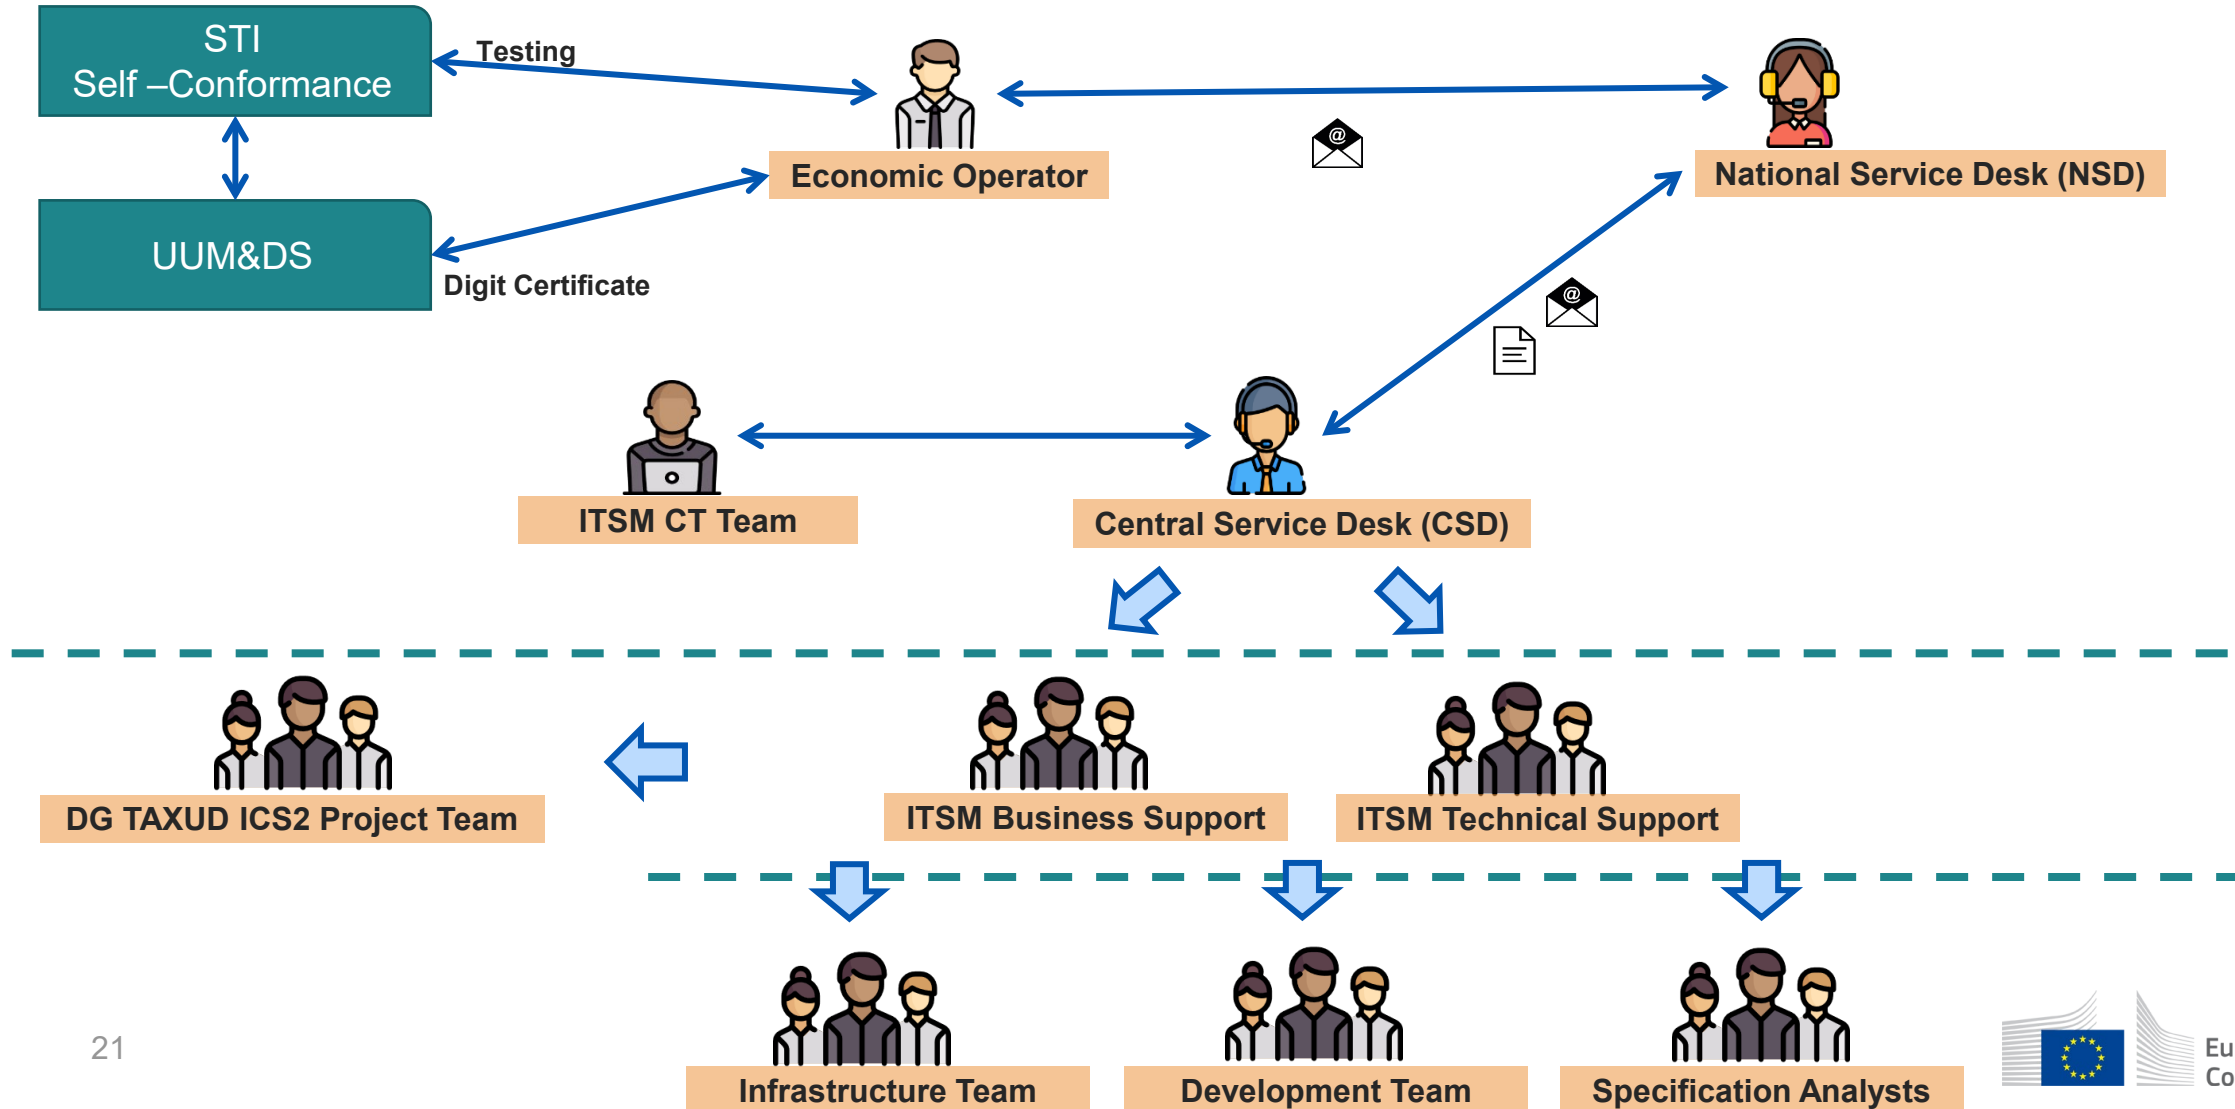 STI
Self –Conformance
Testing
Economic Operator
National Service Desk (NSD)
UUM&DS
Digit Certificate
@
@
ITSM CT Team
Central Service Desk (CSD)
DG TAXUD ICS2 Project Team
ITSM Business Support
ITSM Technical Support
Infrastructure Team
Development Team
Specification Analysts
21
Eu
Co